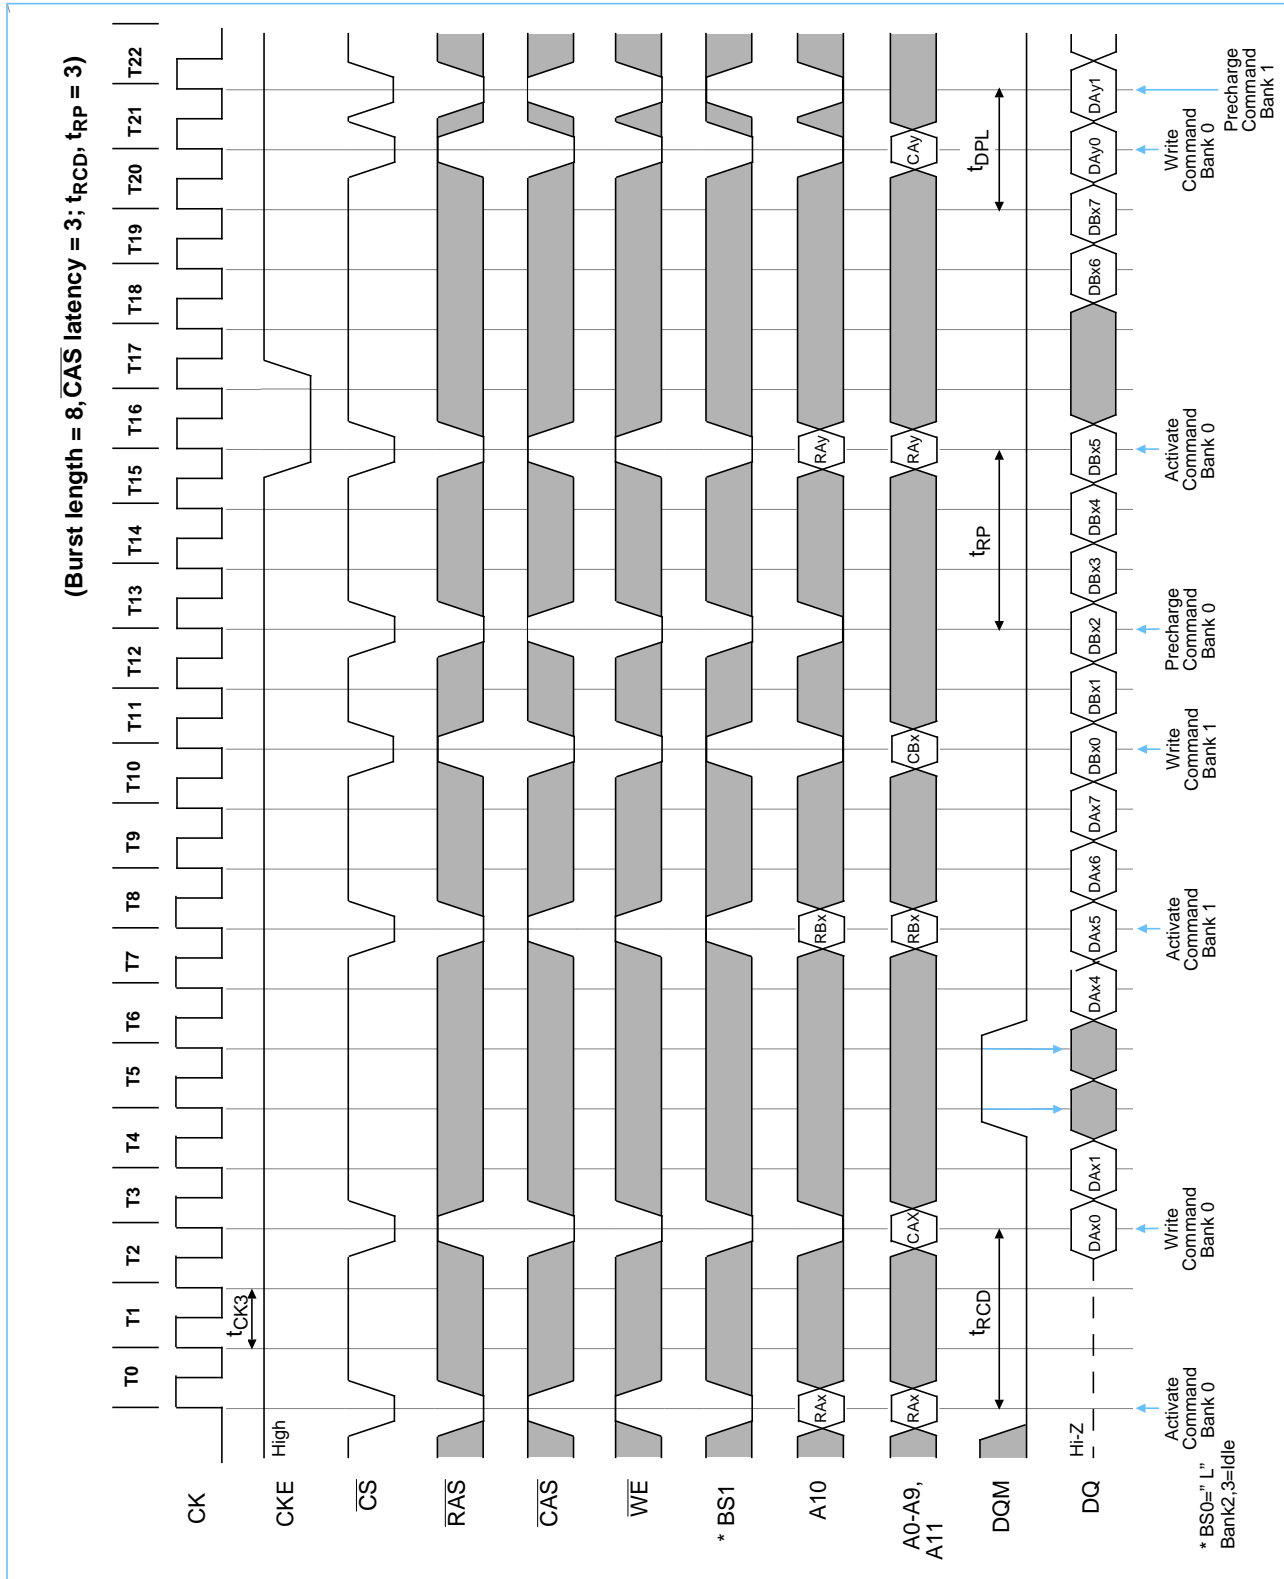 (Burst length = 8, CAS latency = 3; tRCD, tRP = 3)
T0 T1 T2 T3 T4 T5 T6 T7 T8 T9 T10 T11 T12 T13 T14 T15 T16 T17 T18 T19 T20 T21 T22
CK
tCK3
CKE
High
CS
RAS
CAS
WE
* BS1
A10
RAx RBx RAy
A0-A9,
A11
RAx CAX RBx CBx RAy CAy
DQM
tRCD tRP tDPL
DQ
Hi-Z
DAx0 DAx1 DAx4 DAx5 DAx6 DAx7 DBx0 DBx1 DBx2 DBx3 DBx4 DBx5 DBx6 DBx7 DAy0 DAy1
Activate
Command
Bank 0
Write
Command
Bank 0
Activate
Command
Bank 1
Write
Command
Bank 1
Precharge
Command
Bank 0
Activate
Command
Bank 0
Write
Command
Bank 0
Precharge
Command
Bank 1
* BS0=" L"
Bank2,3=Idle